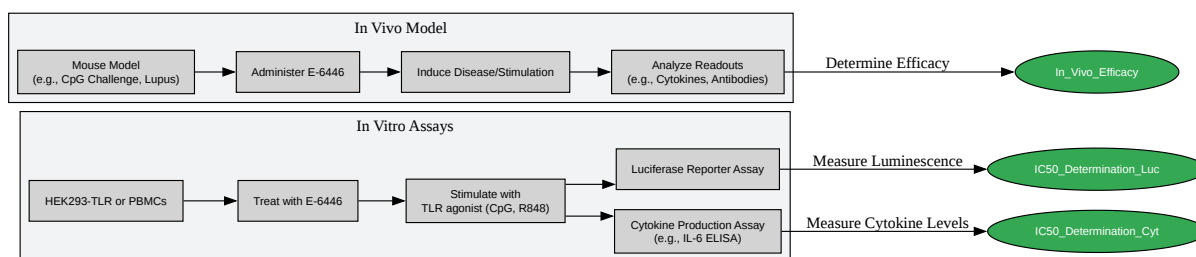 In Vivo Model
Mouse Model
(e.g., CpG Challenge, Lupus)
Administer E-6446
Induce Disease/Stimulation
Analyze Readouts
(e.g., Cytokines, Antibodies)
Determine Efficacy
In_Vivo_Efficacy
In Vitro Assays
HEK293-TLR or PBMCs
Treat with E-6446
Stimulate with
TLR agonist (CpG, R848)
Luciferase Reporter Assay
Measure Luminescence
IC50_Determination_Luc
Cytokine Production Assay
(e.g., IL-6 ELISA)
Measure Cytokine Levels
IC50_Determination_Cyt